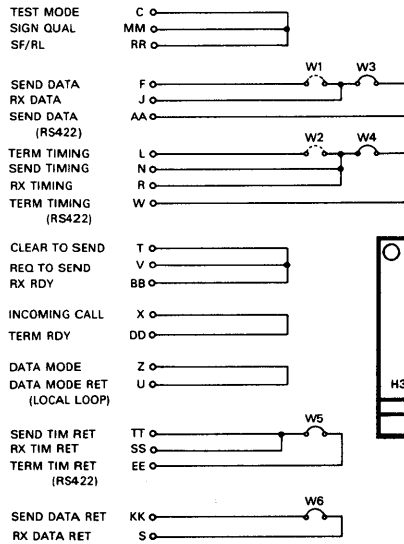 TEST MODE C
SIGN QUAL MM
SF/RL RR
W1 W3
SEND DATA F
RX DATA J
SEND DATA AA
(RS422)
W2 W4
TERM TIMING L
SEND TIMING N
RX TIMING R
TERM TIMING W
(RS422)
CLEAR TO SEND T
REQ TO SEND V
RX RDY BB
INCOMING CALL X
TERM RDY DD
DATA MODE Z
DATA MODE RET U
(LOCAL LOOP)
H3
W5
SEND TIM RET TT
RX TIM RET SS
TERM TIM RET EE
(RS422)
W6
SEND DATA RET KK
RX DATA RET S